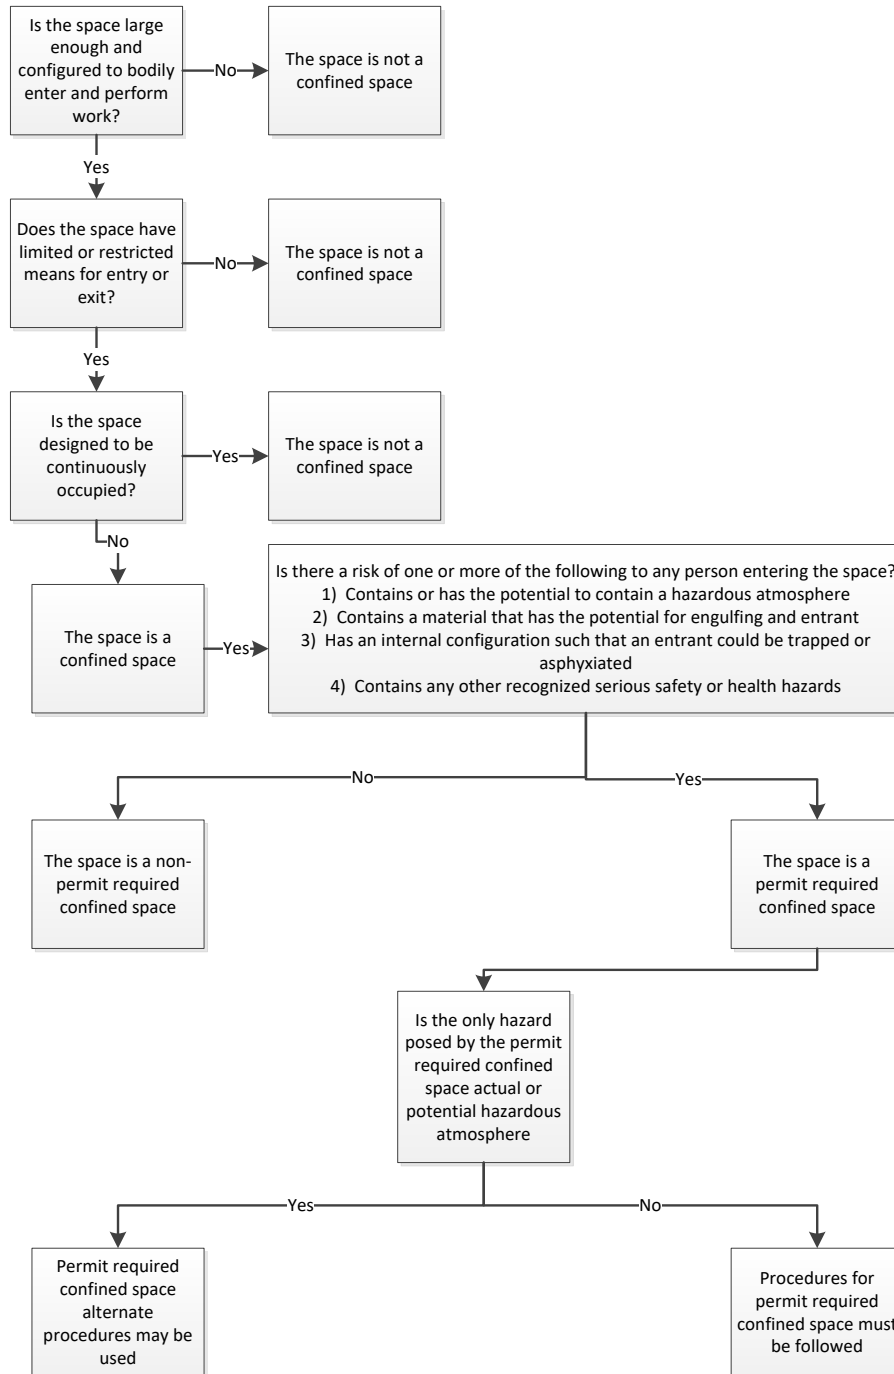 Is the space large
enough and
configured to bodily
enter and perform
work?
No
The space is not a
confined space
Yes
Does the space have
limited or restricted
means for entry or
exit?
No
The space is not a
confined space
Yes
Is the space
designed to be
continuously
occupied?
Yes
The space is not a
confined space
No
The space is a
confined space
Yes
Is there a risk of one or more of the following to any person entering the space?
1) Contains or has the potential to contain a hazardous atmosphere
2) Contains a material that has the potential for engulfing and entrant
3) Has an internal configuration such that an entrant could be trapped or
asphyxiated
4) Contains any other recognized serious safety or health hazards
No
Yes
The space is a non-
permit required
confined space
The space is a
permit required
confined space
Is the only hazard
posed by the permit
required confined
space actual or
potential hazardous
atmosphere
Yes
No
Permit required
confined space
alternate
procedures may be
used
Procedures for
permit required
confined space must
be followed